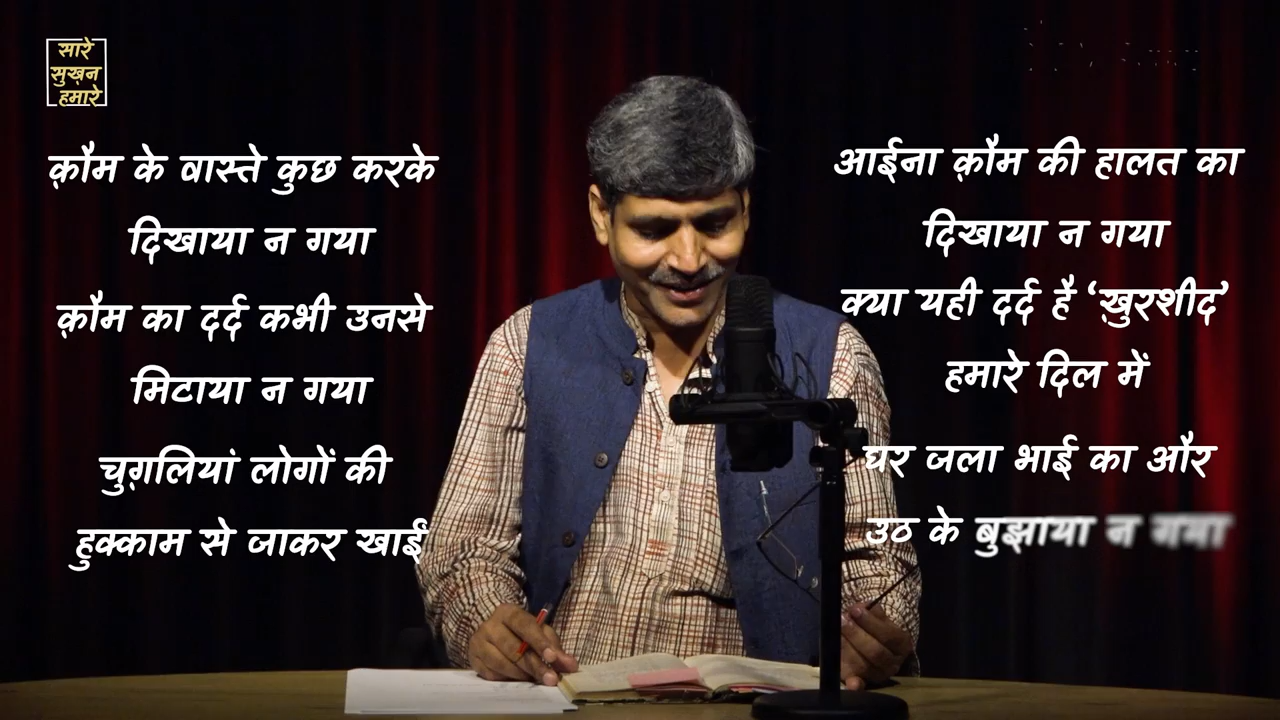 सारे
सुख़न
हमारे
क़ौम के वास्ते कुछ करके
दिखाया न गया
क़ौम का दर्द कभी उनसे
मिटाया न गया
चुग़लियां लोगों की
हुक्काम से जाकर खाईं
आईना क़ौम की हालत का
दिखाया न गया
क्या यही दर्द है ‘ख़ुरशीद’
हमारे दिल में
घर जला भाई का और
उठ के बुझाया न गया